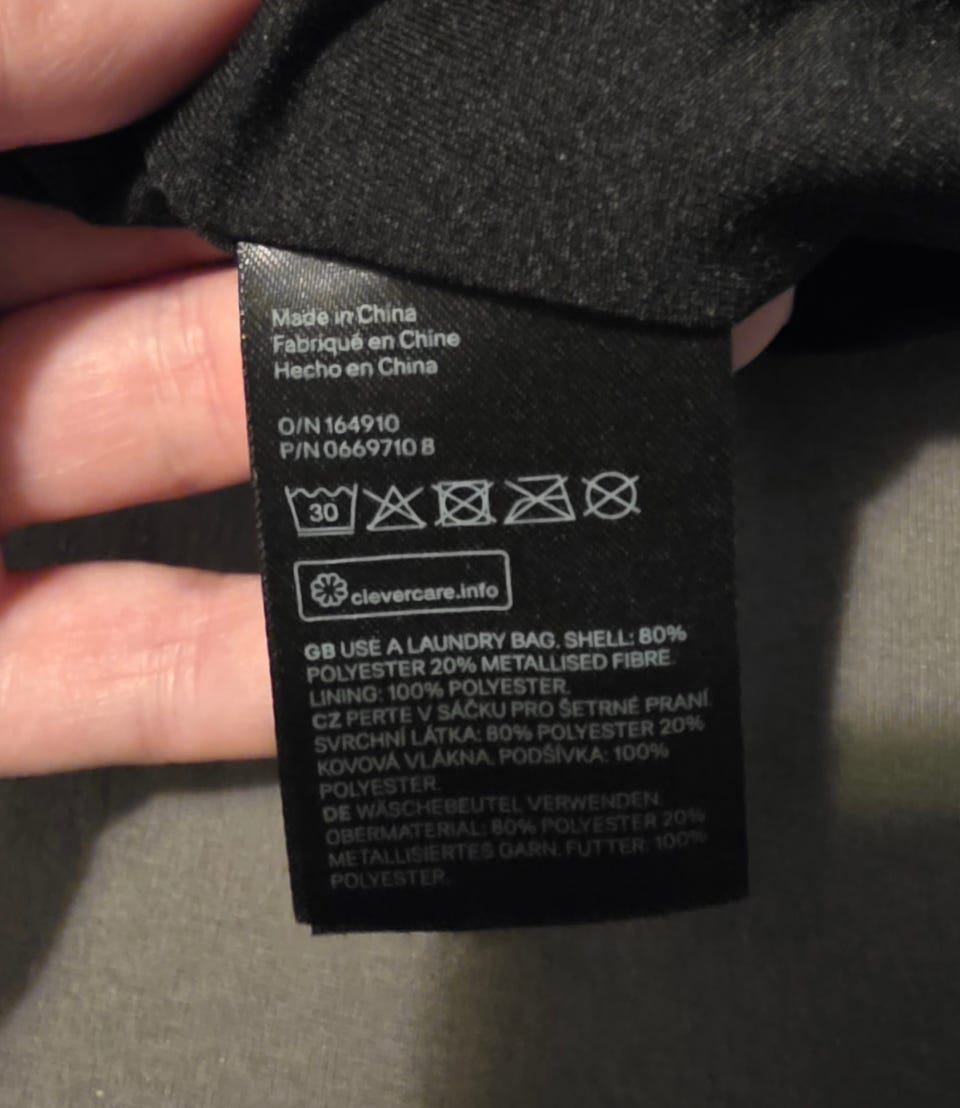 Made in China
Fabriqué en Chine
Hecho en China
O/N 164910
P/N 0669710 8
30
clevercare.info
GB USE A LAUNDRY BAG. SHELL: 80%
POLYESTER 20% METALLISED FIBRE.
LINING: 100% POLYESTER.
CZ PERTE V SÁČKU PRO ŠETRNÉ PRANÍ.
SVRCHNÍ LÁTKA: 80% POLYESTER 20%
KOVOVÁ VLÁKNA. PODŠÍVKA: 100%
POLYESTER.
DE WÄSCHEBEUTEL VERWENDEN.
OBERMATERIAL: 80% POLYESTER 20%
METALLISIERTES GARN. FUTTER: 100%
POLYESTER.